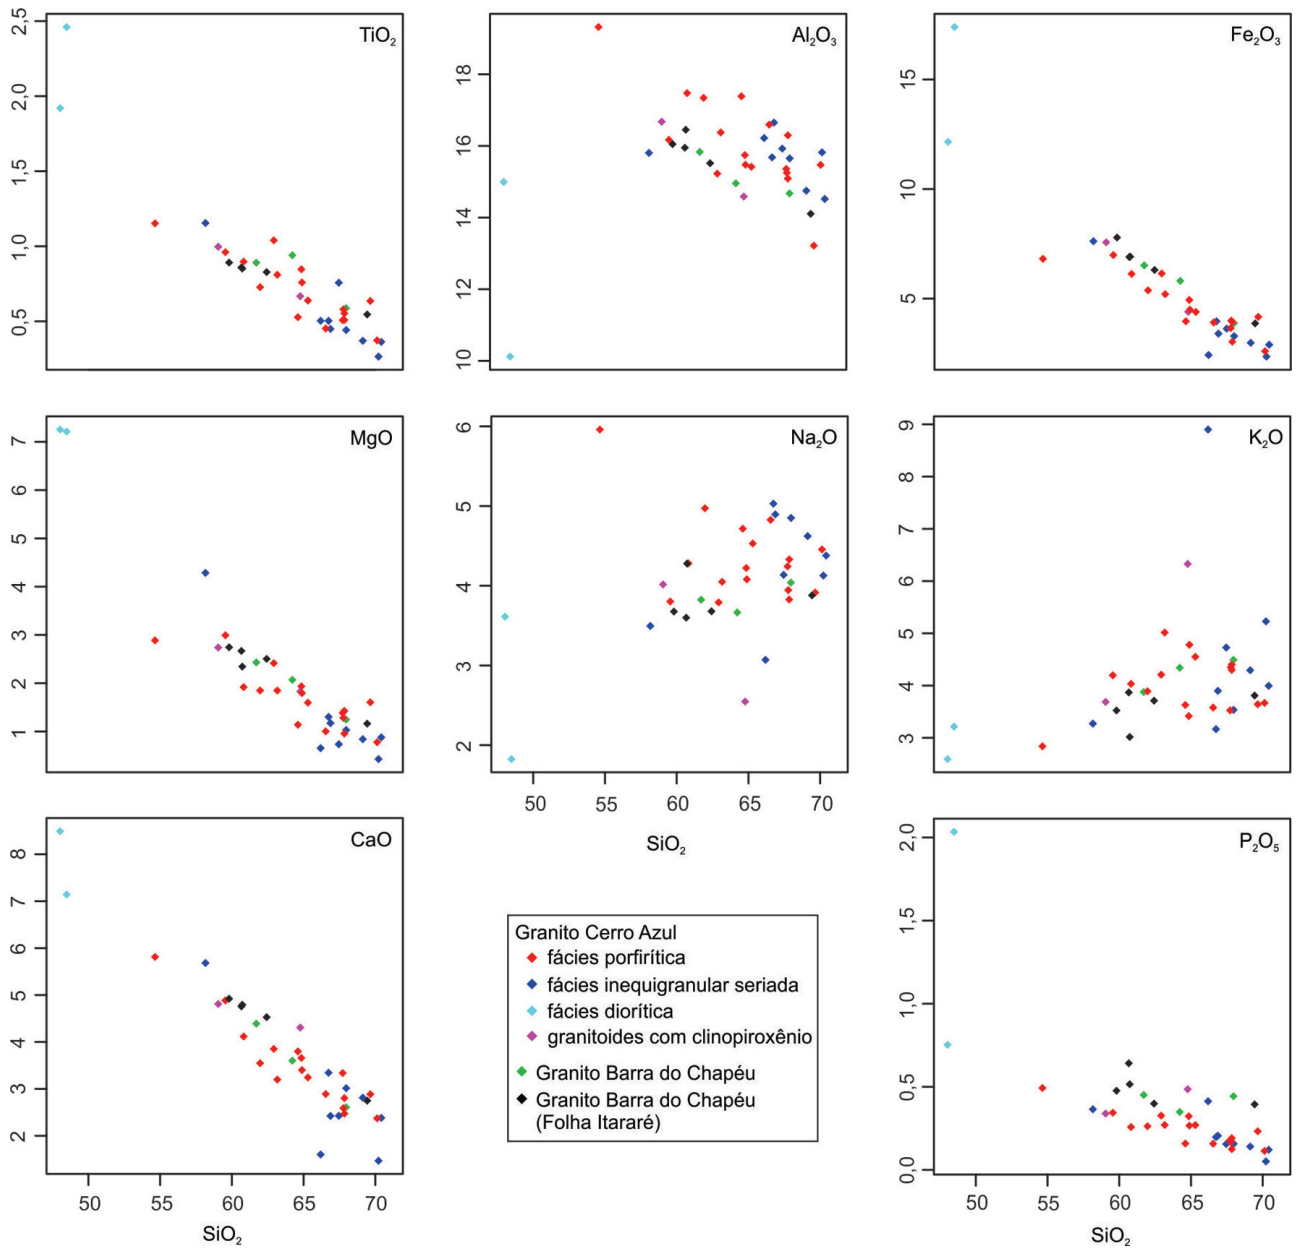 TiO₂
2,5
2,0
1,5
1,0
0,5
Al₂O₃
18
16
14
12
10
Fe₂O₃
15
10
5
MgO
7
6
5
4
3
2
1
Na₂O
6
5
4
3
2
50 55 60 65 70
SiO₂
K₂O
9
8
7
6
5
4
3
CaO
8
7
6
5
4
3
2
50 55 60 65 70
SiO₂
Granito Cerro Azul
fácies porfirítica
fácies inequigranular seriada
fácies diorítica
granitoides com clinopiroxênio
Granito Barra do Chapéu
Granito Barra do Chapéu
(Folha Itararé)
P₂O₅
2,0
1,5
1,0
0,5
0,0
50 55 60 65 70
SiO₂